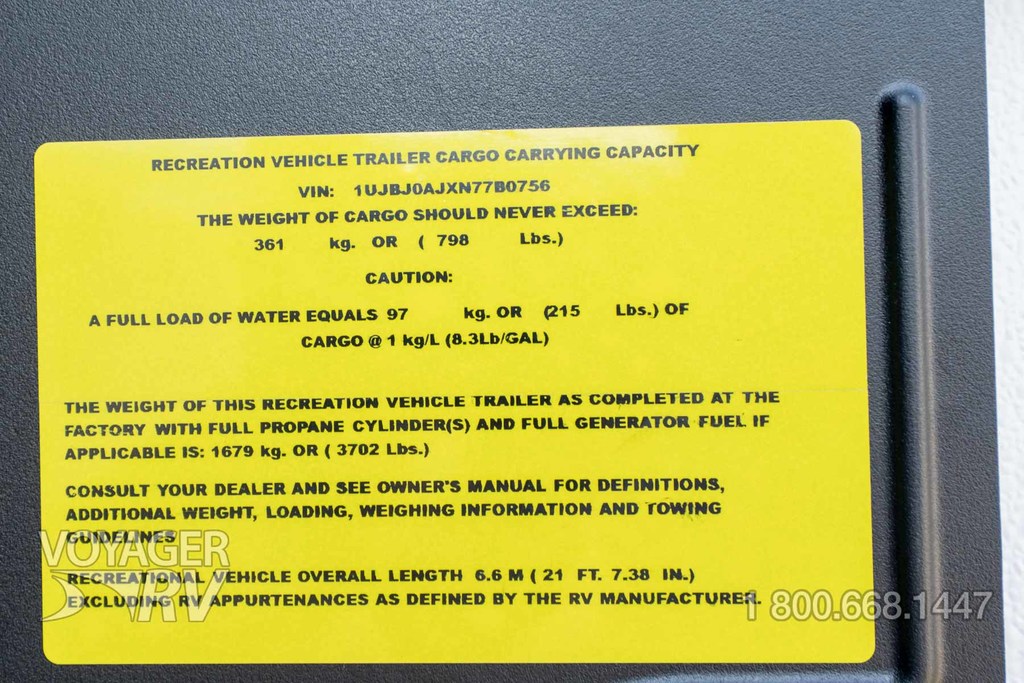 RECREATION VEHICLE TRAILER CARGO CARRYING CAPACITY
VIN: 1UJBJ0AJXN77B0756
THE WEIGHT OF CARGO SHOULD NEVER EXCEED:
361 kg. OR ( 798 Lbs.)
CAUTION:
A FULL LOAD OF WATER EQUALS 97 kg. OR (215 Lbs.) OF
CARGO @ 1 kg/L (8.3Lb/GAL)
THE WEIGHT OF THIS RECREATION VEHICLE TRAILER AS COMPLETED AT THE
FACTORY WITH FULL PROPANE CYLINDER(S) AND FULL GENERATOR FUEL IF
APPLICABLE IS: 1679 kg. OR ( 3702 Lbs.)
CONSULT YOUR DEALER AND SEE OWNER'S MANUAL FOR DEFINITIONS,
ADDITIONAL WEIGHT, LOADING, WEIGHING INFORMATION AND TOWING
GUIDELINES
RECREATIONAL VEHICLE OVERALL LENGTH 6.6 M ( 21 FT. 7.38 IN.)
EXCLUDING RV APPURTENANCES AS DEFINED BY THE RV MANUFACTURER.
VOYAGER
RV
1 800.668.1447